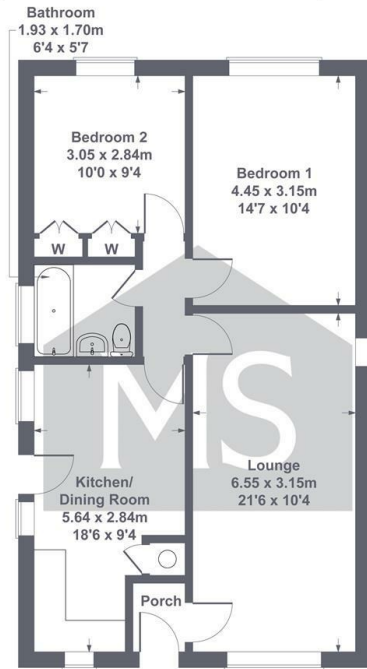 Bathroom
1.93 x 1.70m
6'4 x 5'7
Bedroom 2
3.05 x 2.84m
10'0 x 9'4
Bedroom 1
4.45 x 3.15m
14'7 x 10'4
W
W
MS
Kitchen/
Dining Room
5.64 x 2.84m
18'6 x 9'4
Lounge
6.55 x 3.15m
21'6 x 10'4
Porch